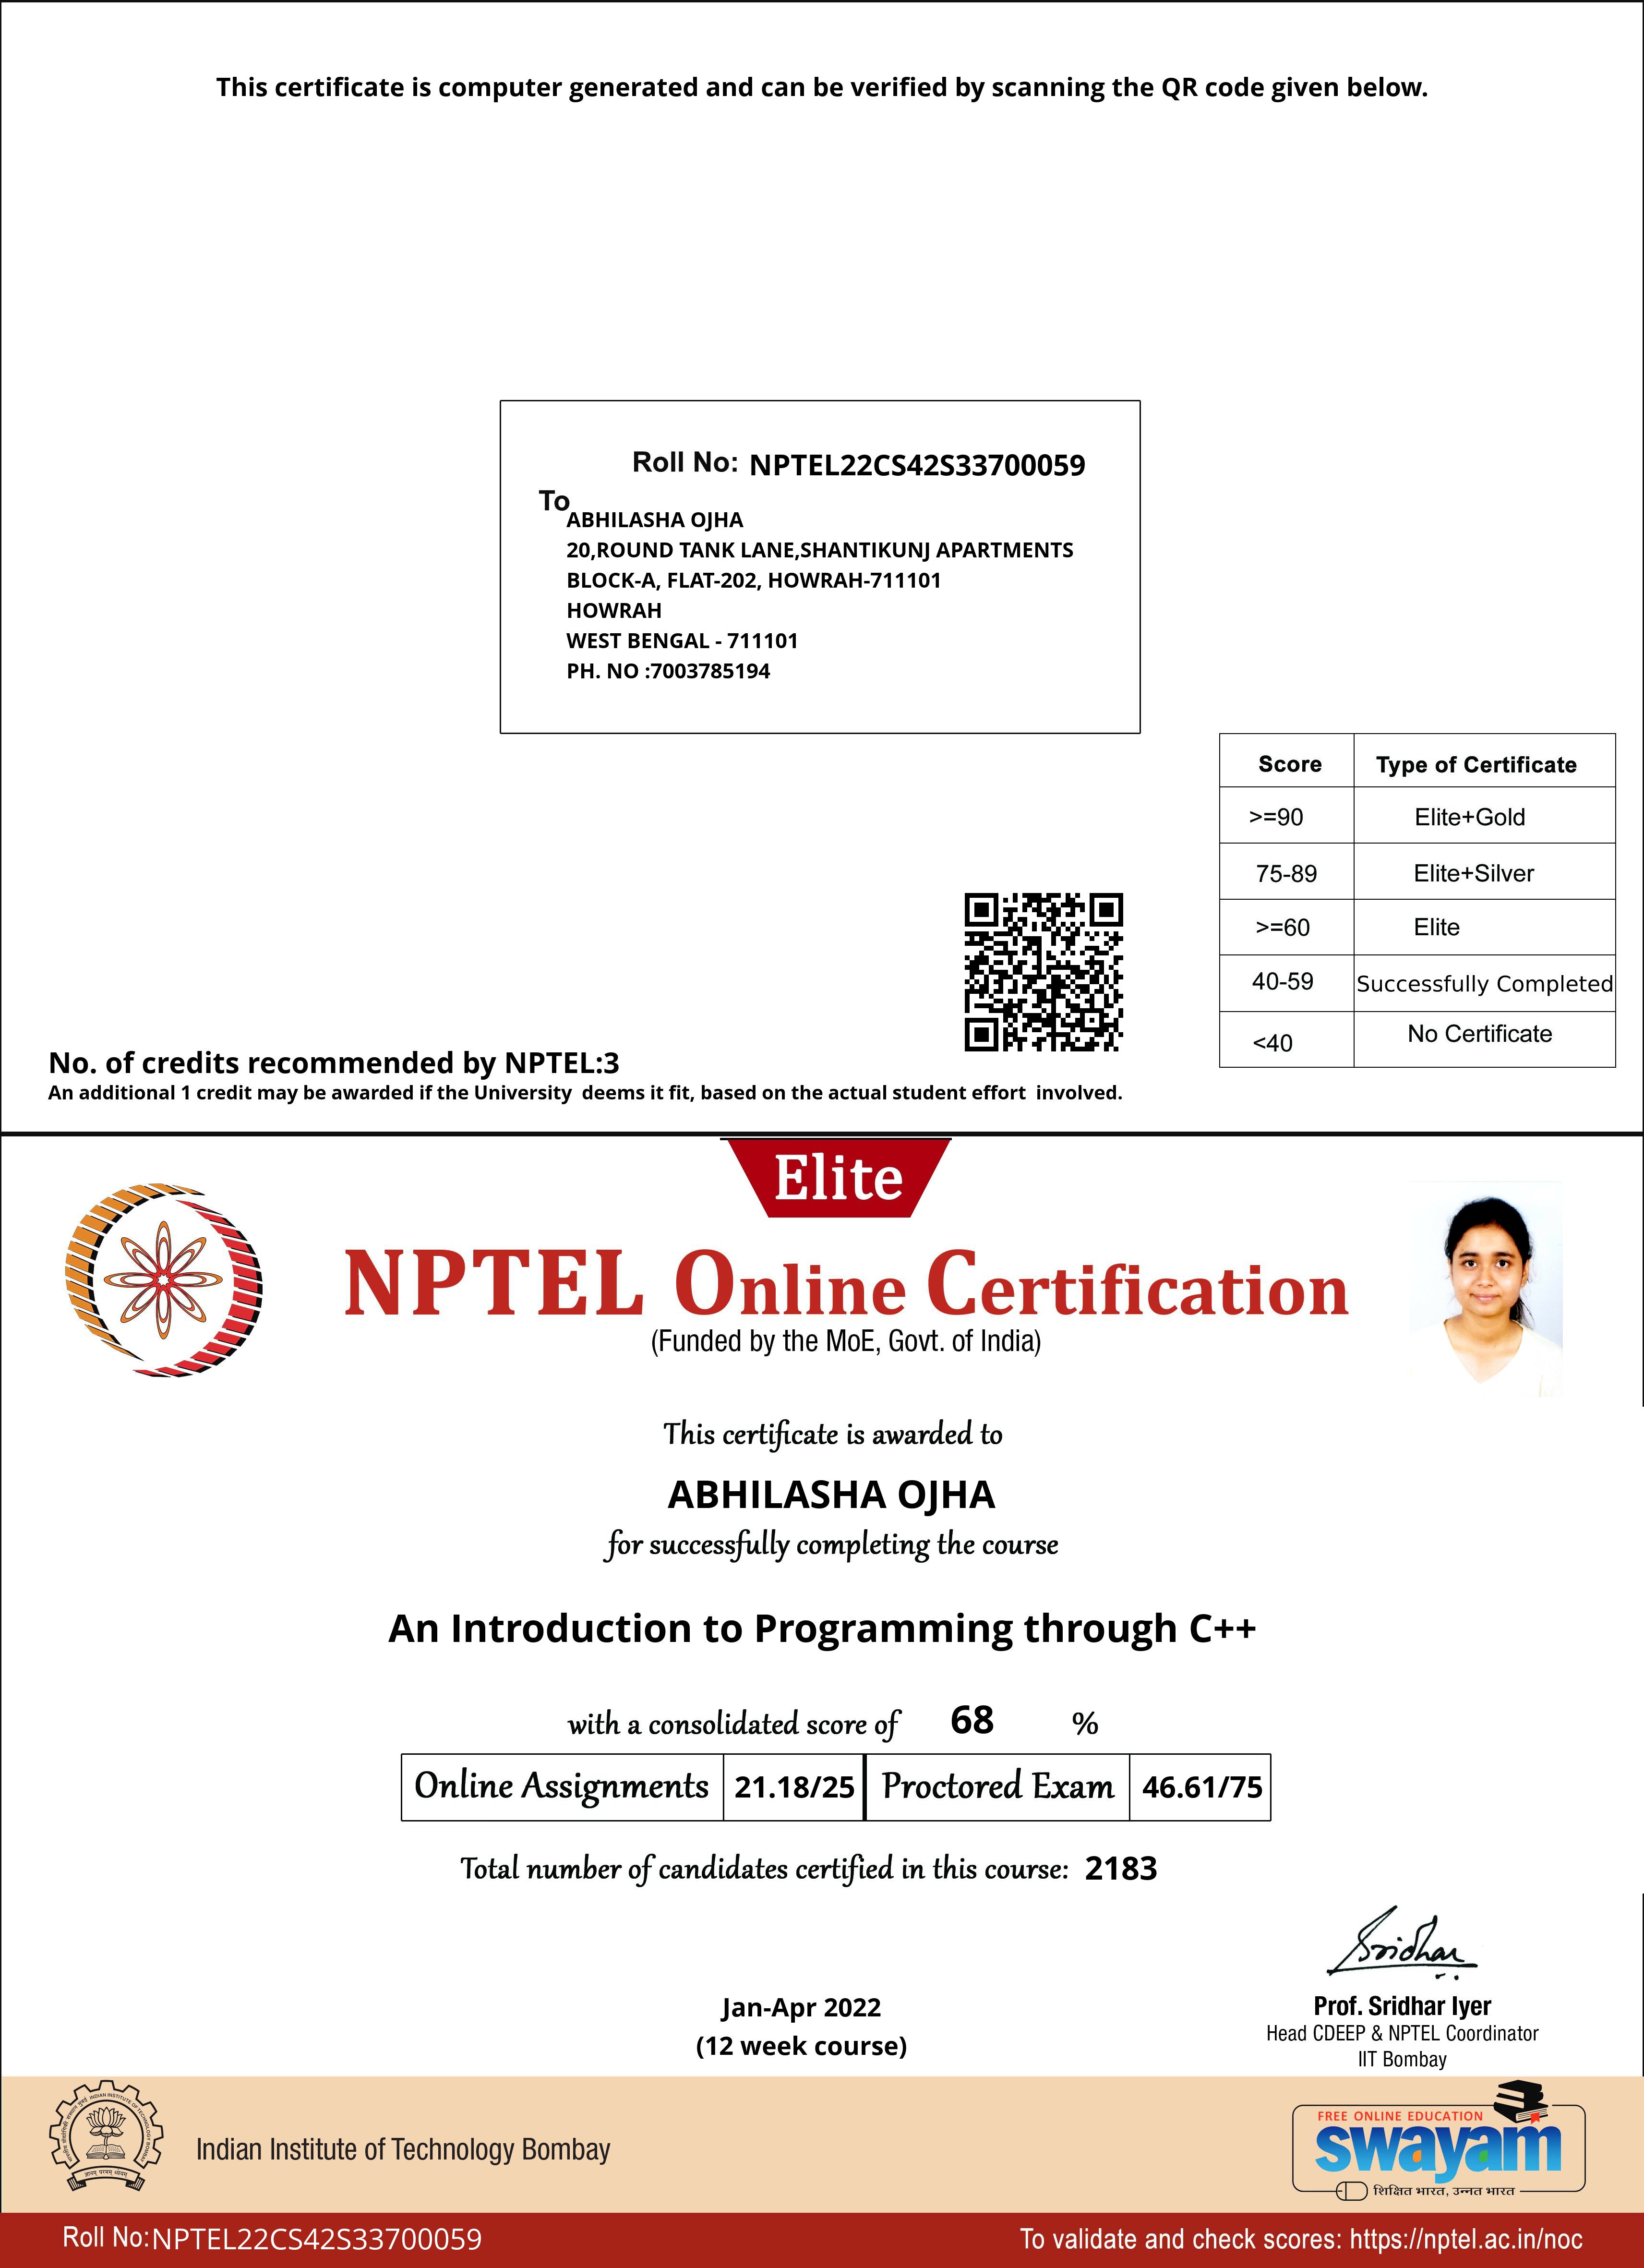 This certificate is computer generated and can be verified by scanning the QR code given below.
Roll No: NPTEL22CS42S33700059
To
ABHILASHA OJHA
20,ROUND TANK LANE,SHANTIKUNJ APARTMENTS
BLOCK-A, FLAT-202, HOWRAH-711101
HOWRAH
WEST BENGAL - 711101
PH. NO :7003785194
Score Type of Certificate
>=90 Elite+Gold
75-89 Elite+Silver
>=60 Elite
40-59 Successfully Completed
<40 No Certificate
No. of credits recommended by NPTEL:3
An additional 1 credit may be awarded if the University deems it fit, based on the actual student effort involved.
Elite
NPTEL Online Certification
(Funded by the MoE, Govt. of India)
This certificate is awarded to
ABHILASHA OJHA
for successfully completing the course
An Introduction to Programming through C++
with a consolidated score of 68 %
Online Assignments 21.18/25 Proctored Exam 46.61/75
Total number of candidates certified in this course: 2183
Sridhar
Jan-Apr 2022
(12 week course)
Prof. Sridhar Iyer
Head CDEEP & NPTEL Coordinator
IIT Bombay
INDIAN INSTITUTE OF TECHNOLOGY BOMBAY
ज्ञानम् परमम् ध्येयम्
Indian Institute of Technology Bombay
FREE ONLINE EDUCATION
swayam
शिक्षित भारत, उन्नत भारत
Roll No: NPTEL22CS42S33700059
To validate and check scores: https://nptel.ac.in/noc